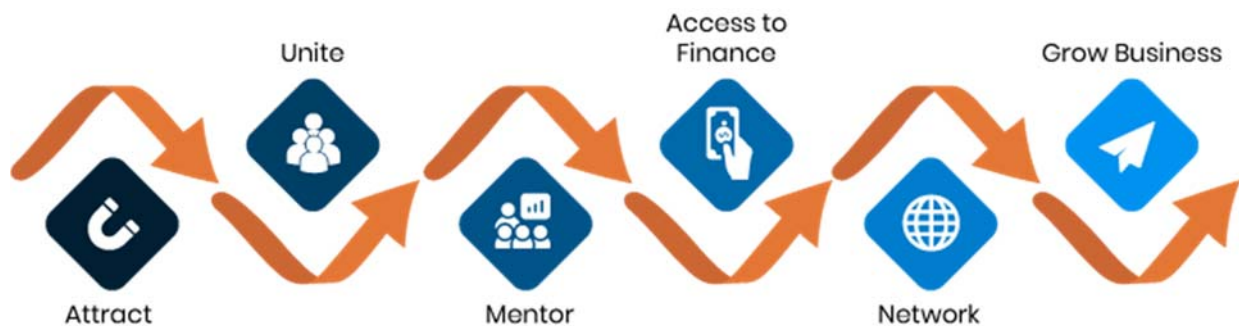 Attract
Unite
Mentor
Access to
Finance
Network
Grow Business